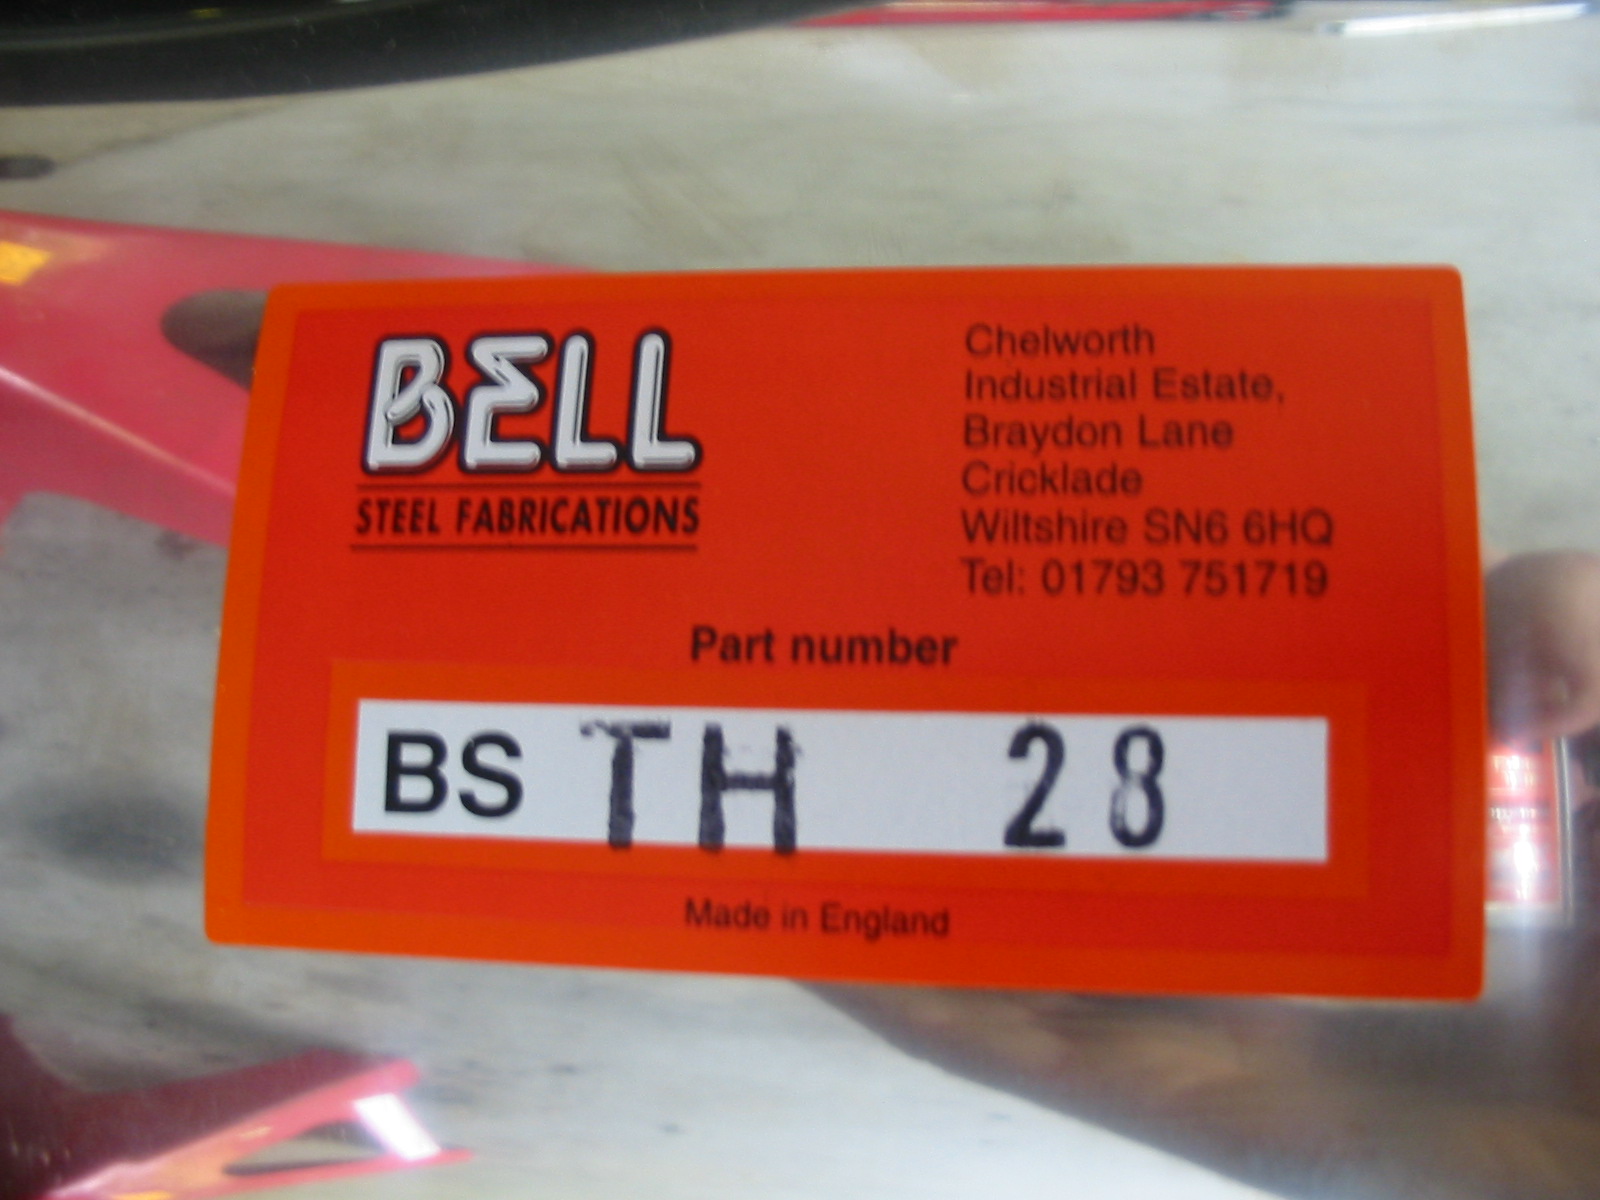 BELL
STEEL FABRICATIONS
Chelworth
Industrial Estate,
Braydon Lane
Cricklade
Wiltshire SN6 6HQ
Tel: 01793 751719
Part number
BS TH 28
Made in England